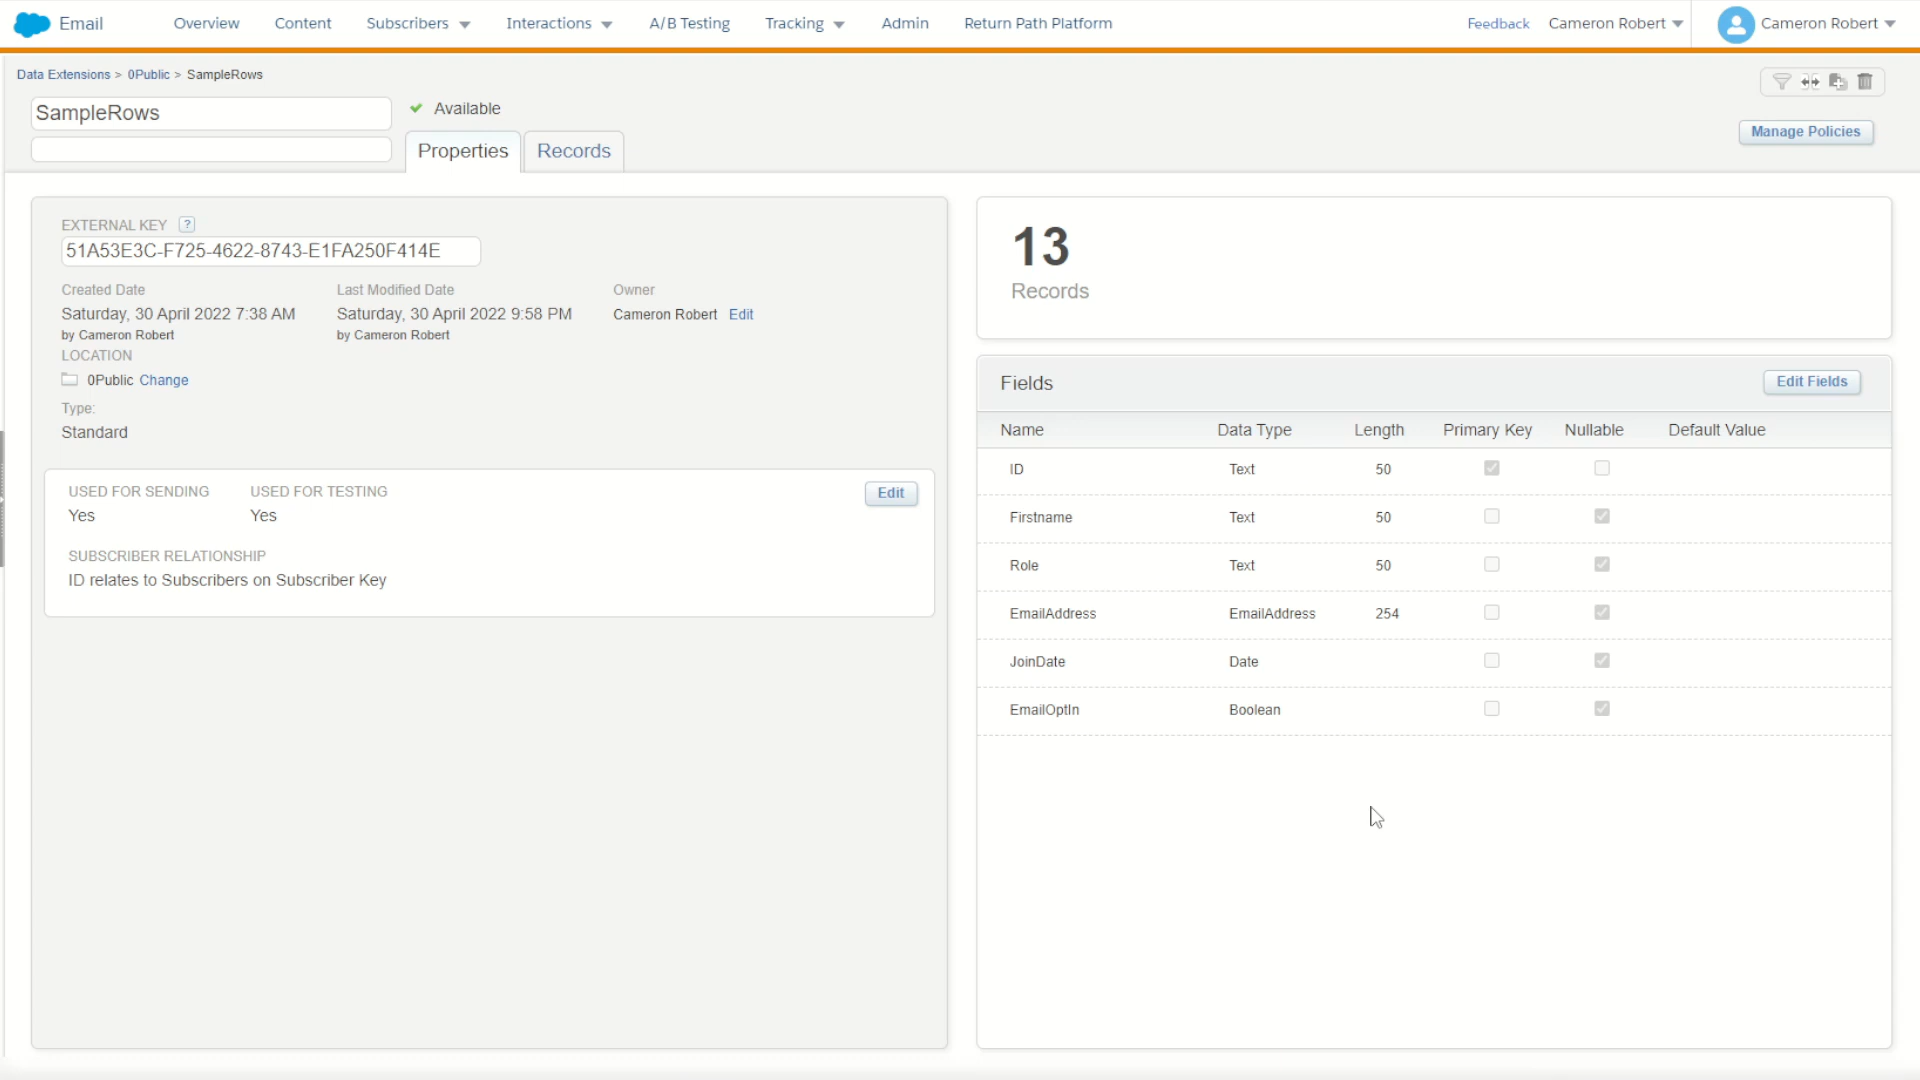 Email
Overview
Content
Subscribers
Interactions
A/B Testing
Tracking
Admin
Return Path Platform
Feedback
Cameron Robert
Cameron Robert
Data Extensions > 0Public > SampleRows
SampleRows
Available
Properties
Records
Manage Policies
EXTERNAL KEY ?
51A53E3C-F725-4622-8743-E1FA250F414E
Created Date
Saturday, 30 April 2022 7:38 AM
by Cameron Robert
Last Modified Date
Saturday, 30 April 2022 9:58 PM
by Cameron Robert
Owner
Cameron Robert Edit
LOCATION
0Public Change
Type:
Standard
USED FOR SENDING
Yes
USED FOR TESTING
Yes
Edit
SUBSCRIBER RELATIONSHIP
ID relates to Subscribers on Subscriber Key
13
Records
Fields
Edit Fields
Name Data Type Length Primary Key Nullable Default Value
ID Text 50
Firstname Text 50
Role Text 50
EmailAddress EmailAddress 254
JoinDate Date
EmailOptIn Boolean